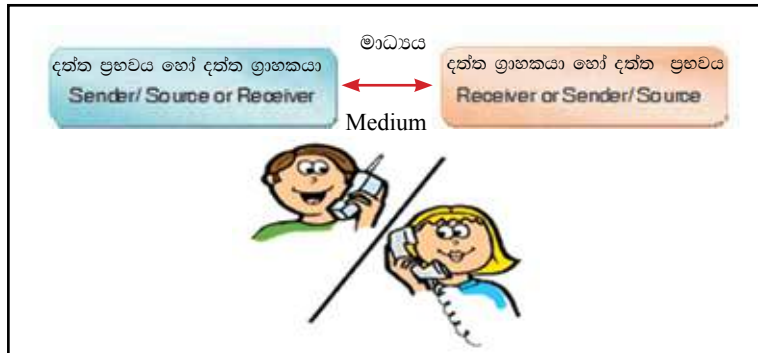 දත්ත ප්‍රභවය හෝ දත්ත ග්‍රාහකයා
Sender/ Source or Receiver
මාධ්‍යය
Medium
දත්ත ග්‍රාහකයා හෝ දත්ත ප්‍රභවය
Receiver or Sender/ Source